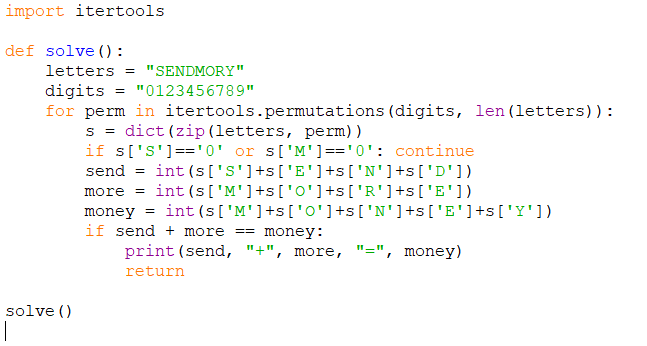 import itertools

def solve():
    letters = "SENDMORY"
    digits = "0123456789"
    for perm in itertools.permutations(digits, len(letters)):
        s = dict(zip(letters, perm))
        if s['S']=='0' or s['M']=='0': continue
        send = int(s['S']+s['E']+s['N']+s['D'])
        more = int(s['M']+s['O']+s['R']+s['E'])
        money = int(s['M']+s['O']+s['N']+s['E']+s['Y'])
        if send + more == money:
            print(send, "+", more, "=", money)
            return

solve()